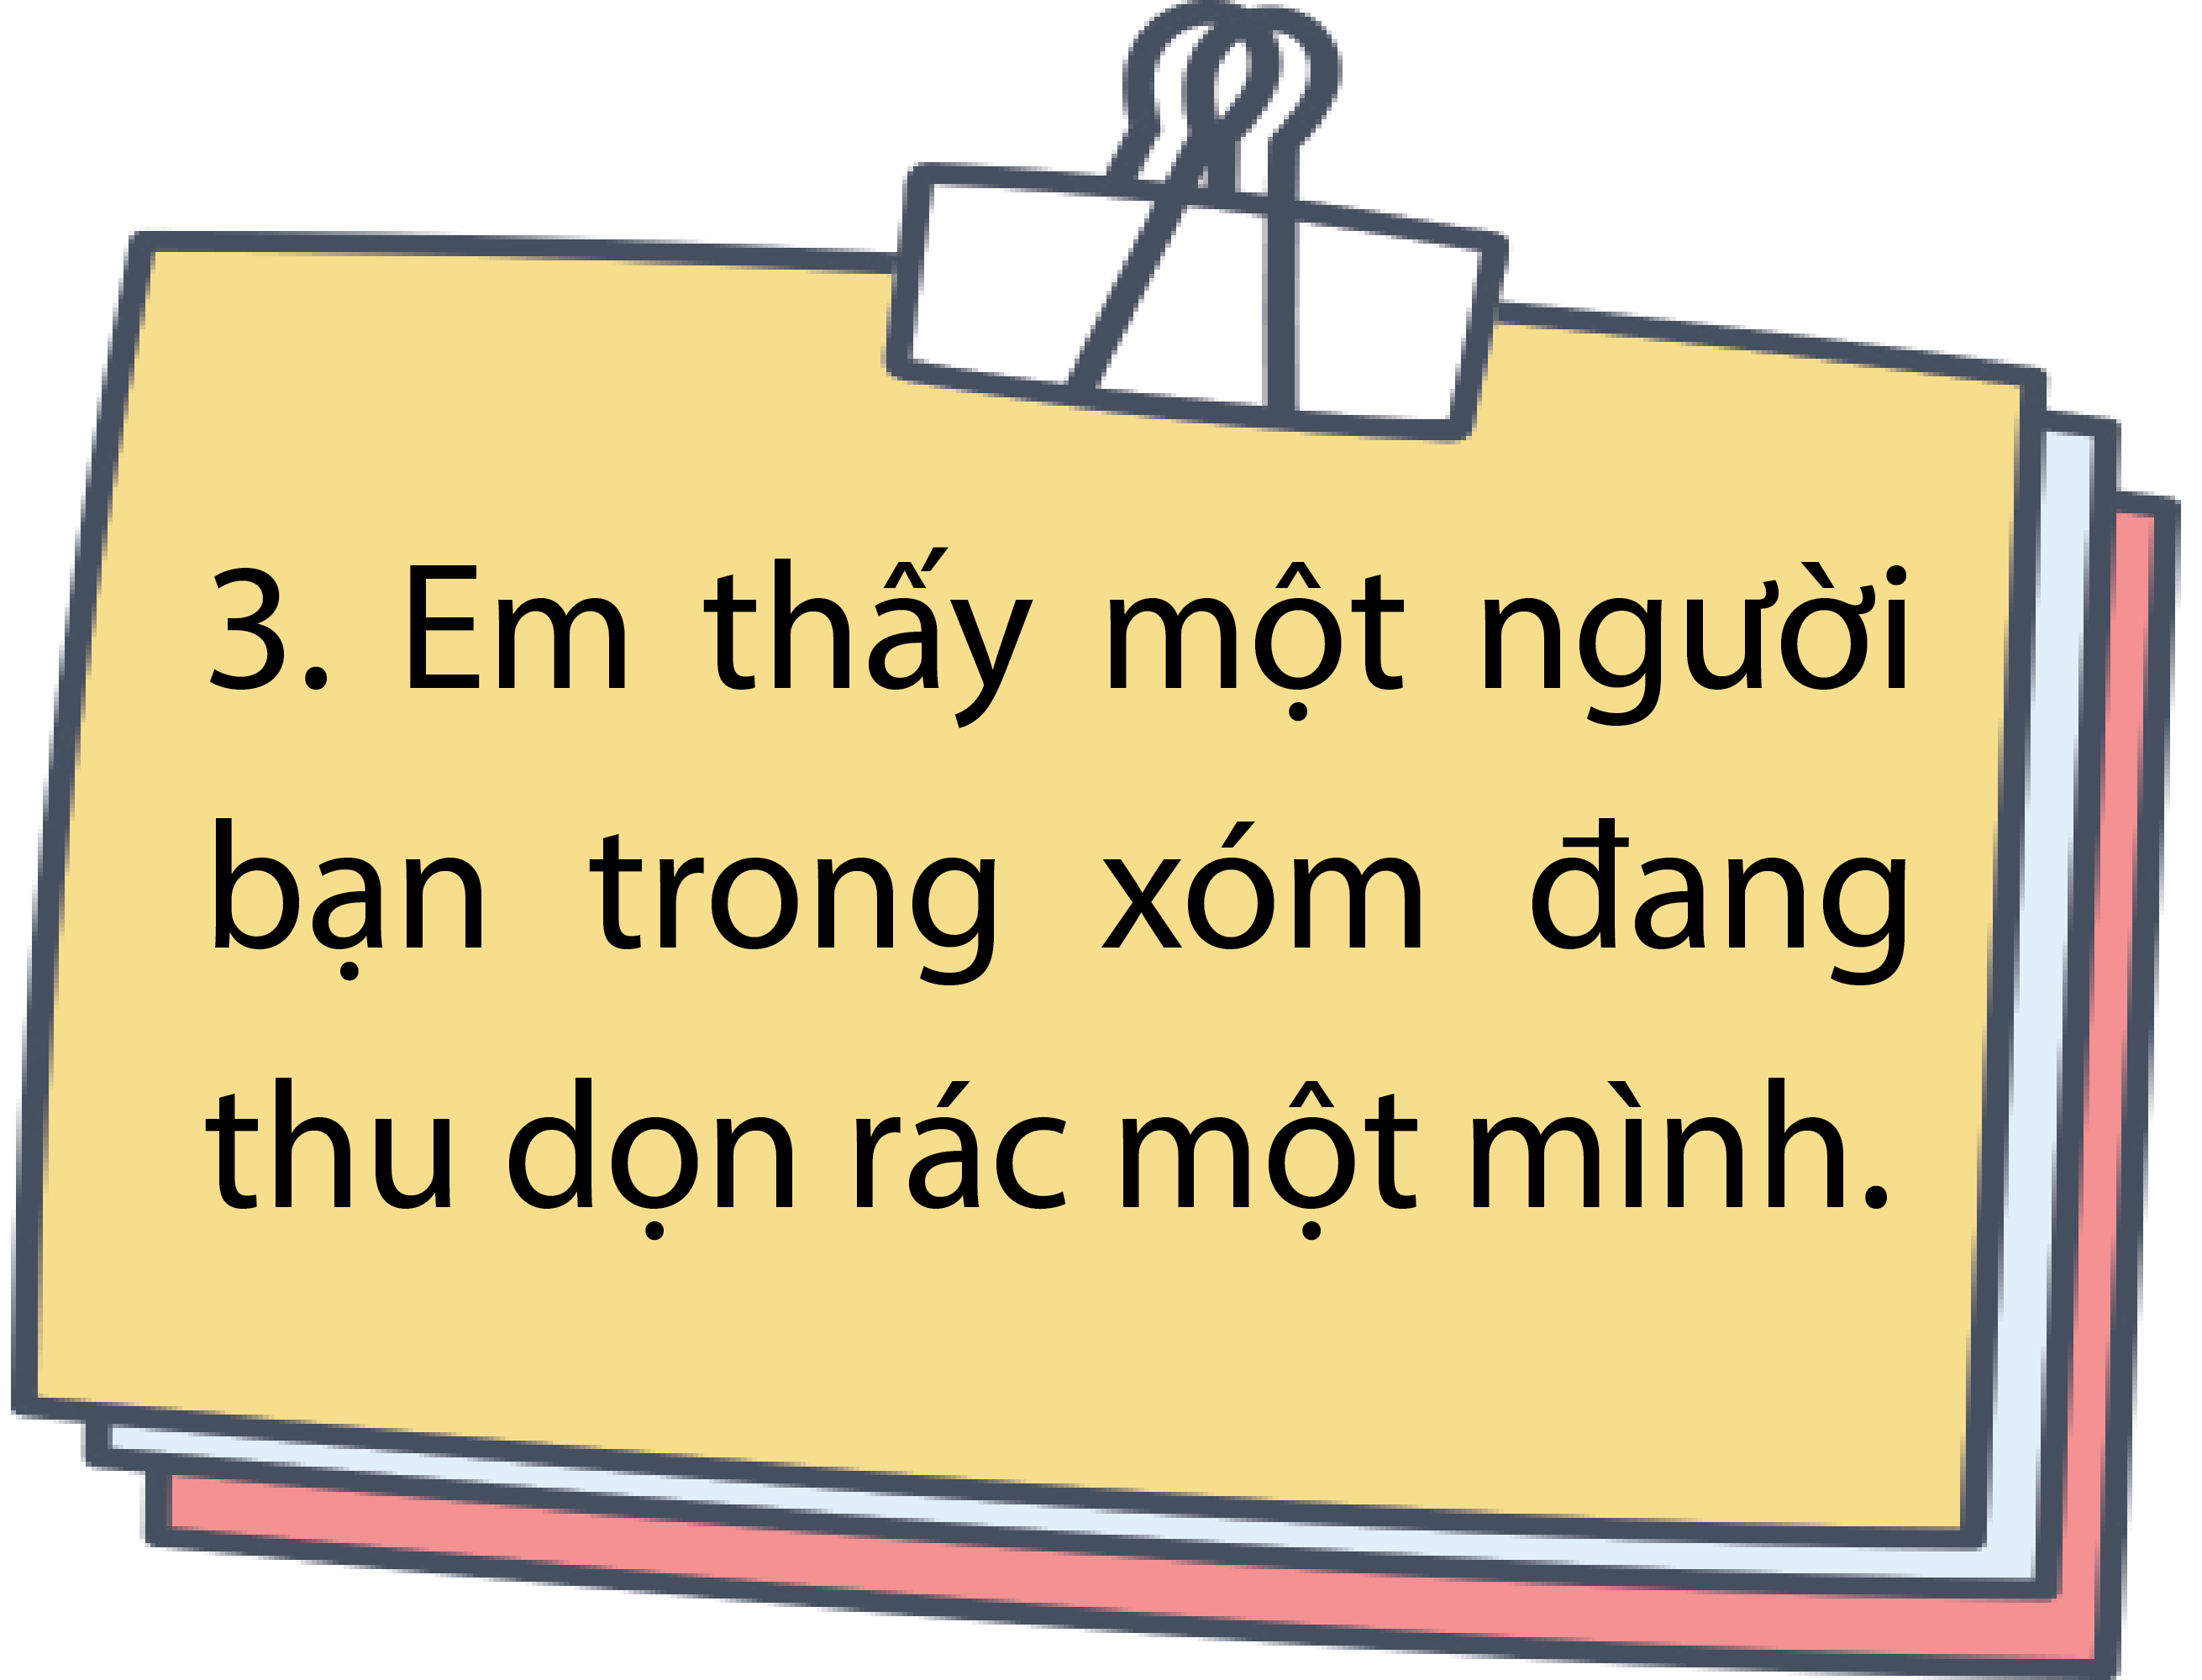 3. Em thấy một người
bạn trong xóm đang
thu dọn rác một mình.